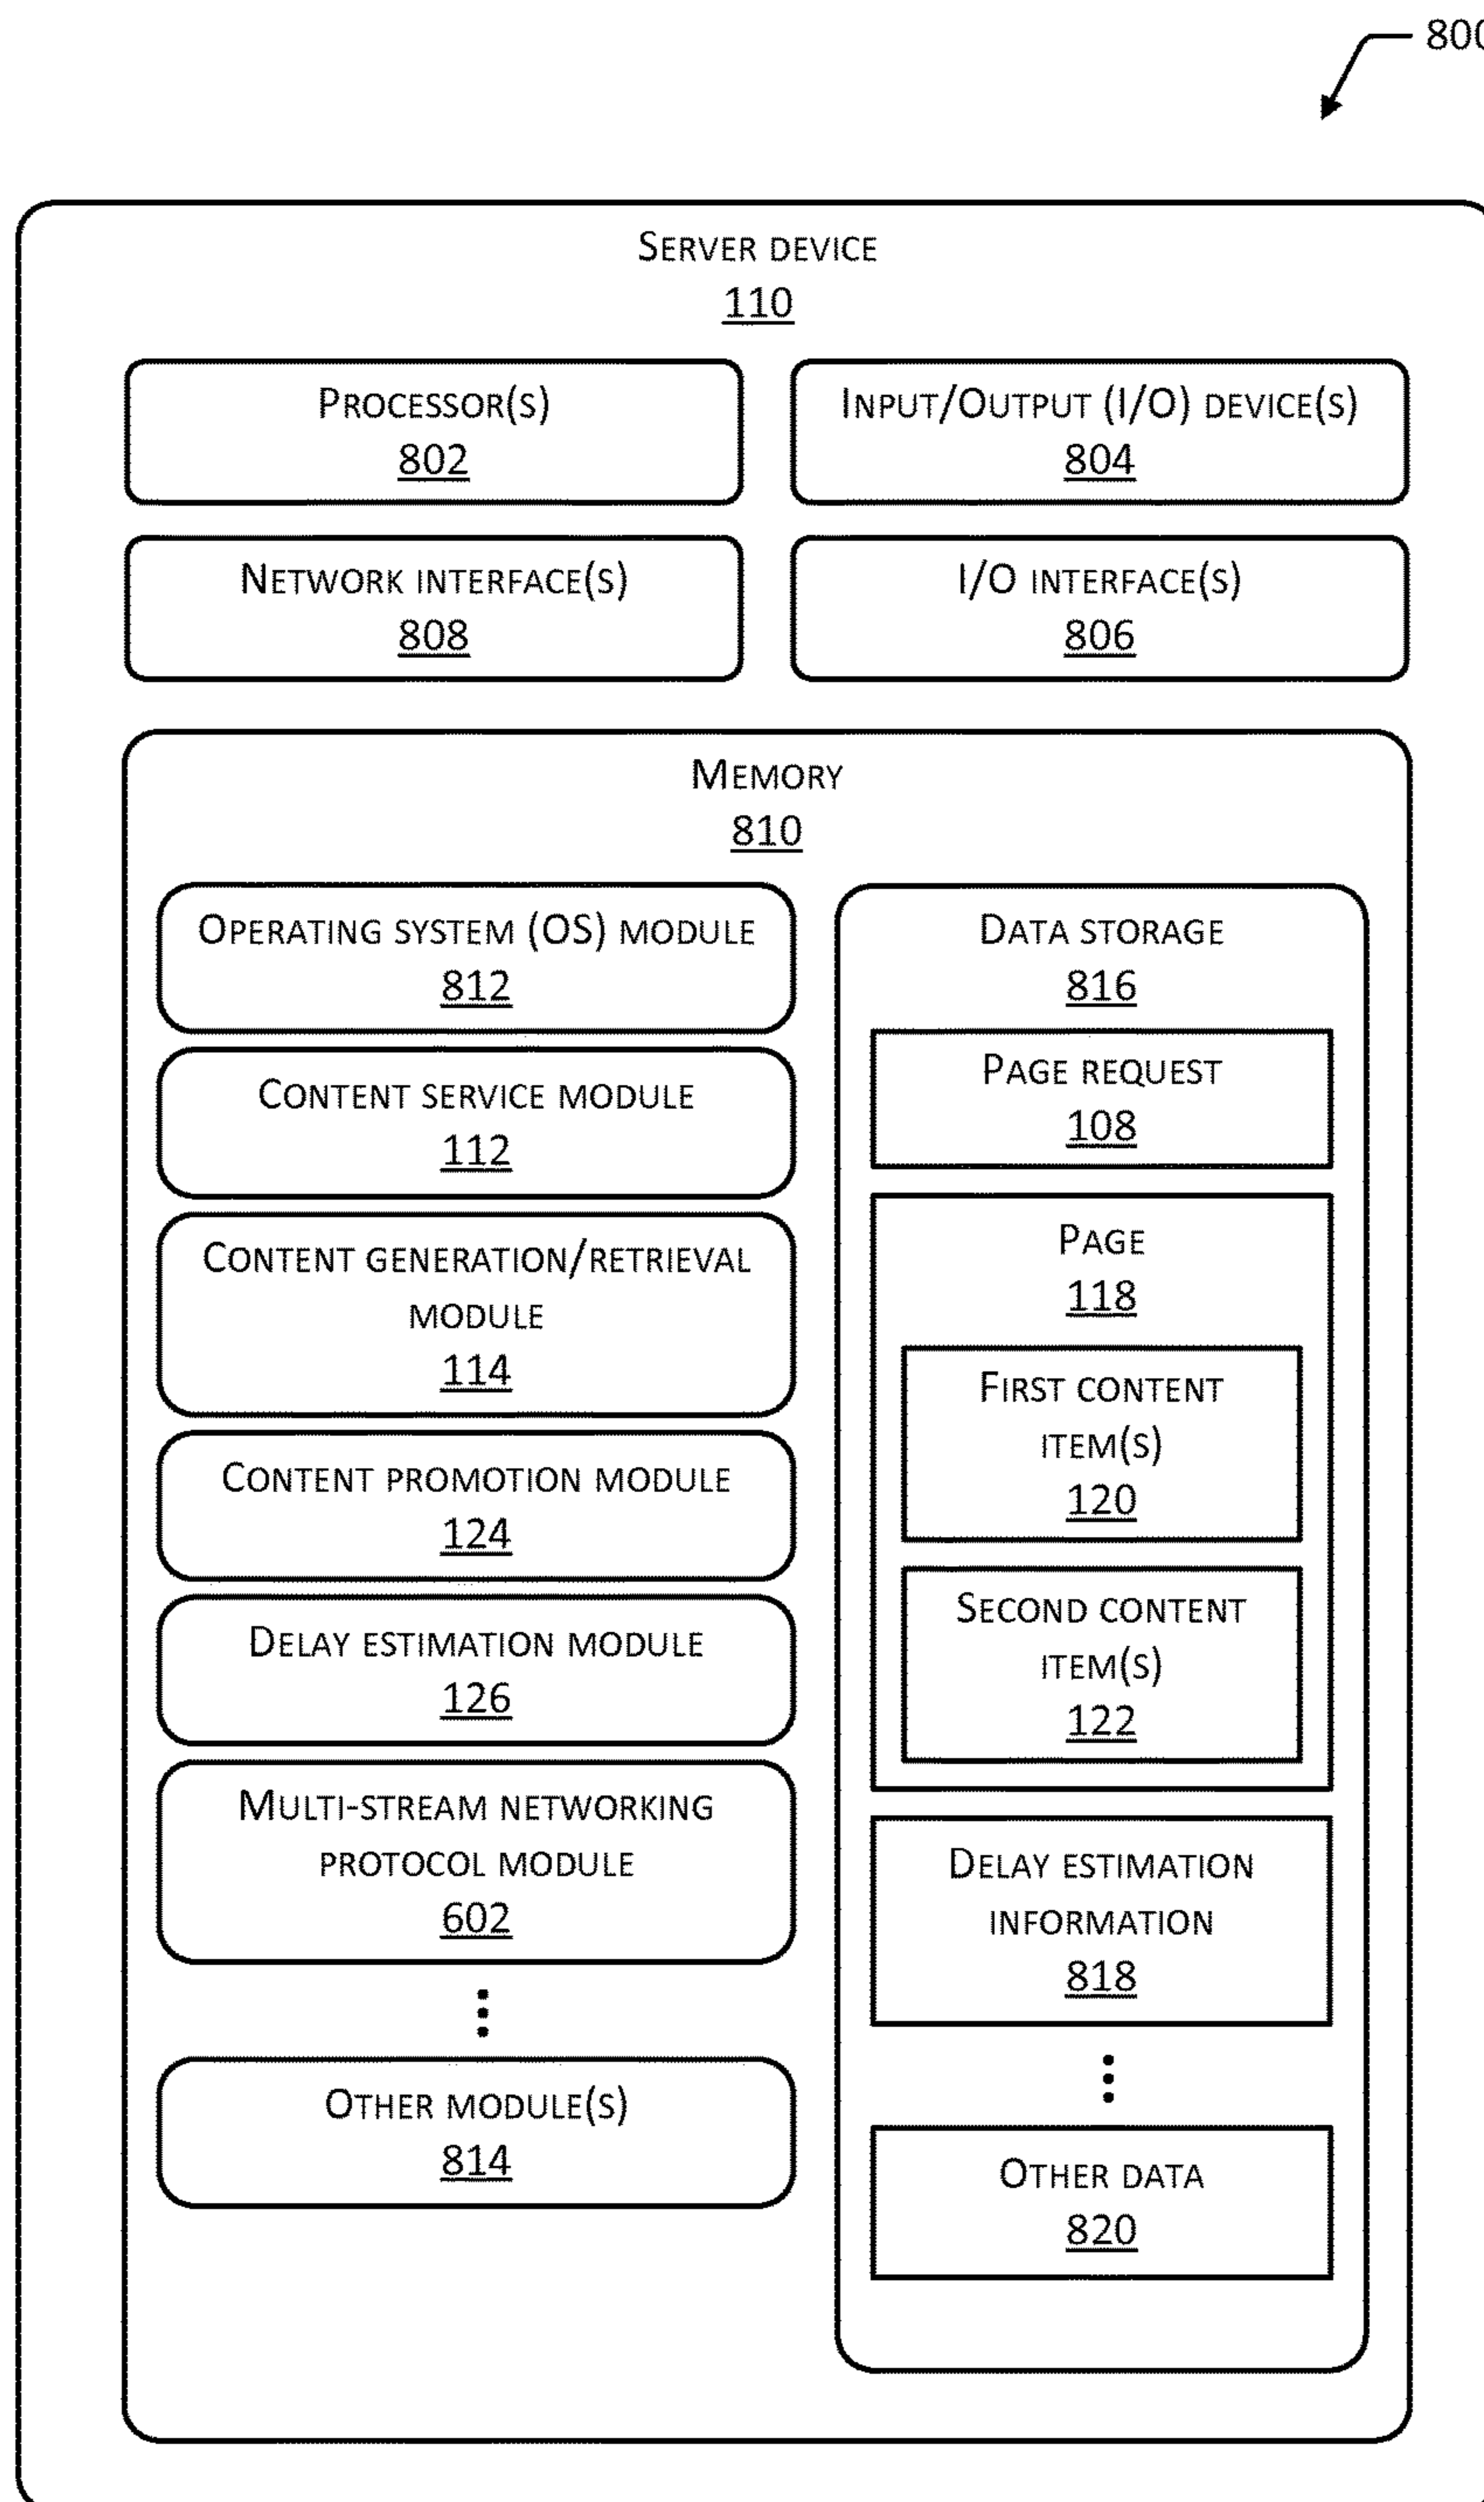 800
Server device
110
Processor(s)
802
Input/Output (I/O) device(s)
804
Network interface(s)
808
I/O interface(s)
806
Memory
810
Operating system (OS) module
812
Content service module
112
Content generation/retrieval
module
114
Content promotion module
124
Delay estimation module
126
Multi-stream networking
protocol module
602
Other module(s)
814
Data storage
816
Page request
108
Page
118
First content
item(s)
120
Second content
item(s)
122
Delay estimation
information
818
Other data
820